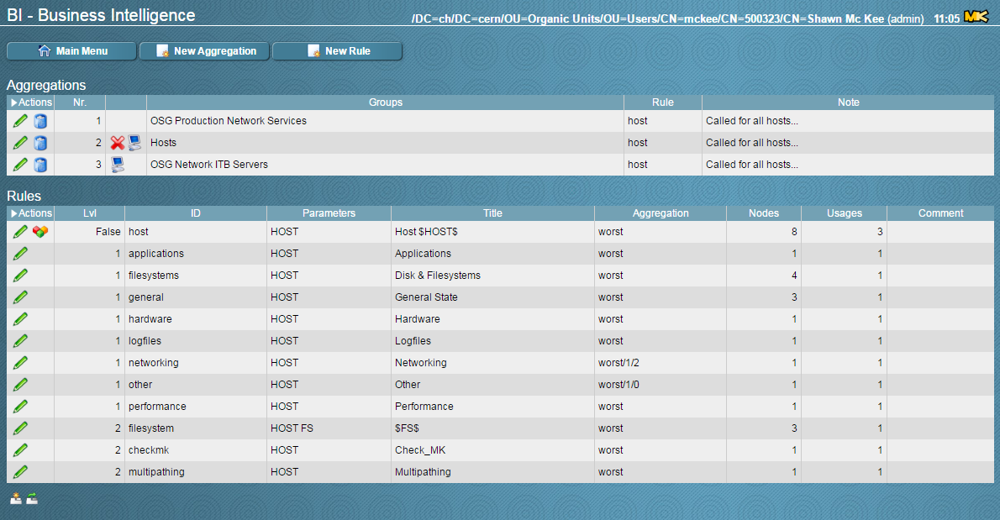 BI - Business Intelligence
/DC=ch/DC=cern/OU=Organic Units/OU=Users/CN=mckee/CN=500323/CN=Shawn Mc Kee (admin) 11:05 MK
Main Menu New Aggregation New Rule
Aggregations
Actions Nr. Groups Rule Note
1 OSG Production Network Services host Called for all hosts...
2 Hosts host Called for all hosts...
3 OSG Network ITB Servers host Called for all hosts...
Rules
Actions Lvl ID Parameters Title Aggregation Nodes Usages Comment
False host HOST Host $HOST$ worst 8 3
1 applications HOST Applications worst 1 1
1 filesystems HOST Disk & Filesystems worst 4 1
1 general HOST General State worst 3 1
1 hardware HOST Hardware worst 1 1
1 logfiles HOST Logfiles worst 1 1
1 networking HOST Networking worst/1/2 1 1
1 other HOST Other worst/1/0 1 1
1 performance HOST Performance worst 1 1
2 filesystem HOST FS $FS$ worst 3 1
2 checkmk HOST Check_MK worst 1 1
2 multipathing HOST Multipathing worst 1 1